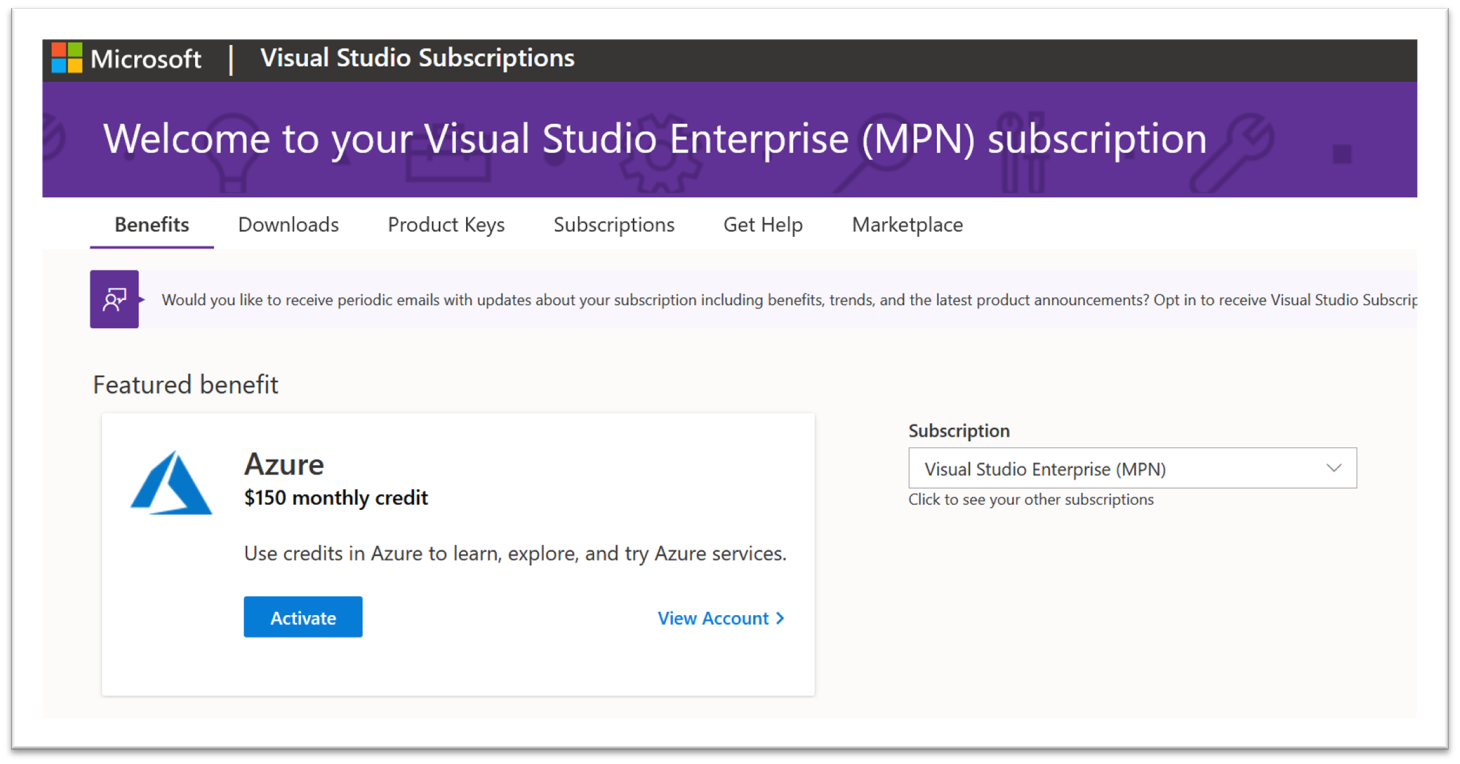 Microsoft | Visual Studio Subscriptions
Welcome to your Visual Studio Enterprise (MPN) subscription
Benefits Downloads Product Keys Subscriptions Get Help Marketplace
Would you like to receive periodic emails with updates about your subscription including benefits, trends, and the latest product announcements? Opt in to receive Visual Studio Subscrip
Featured benefit
Azure
$150 monthly credit
Use credits in Azure to learn, explore, and try Azure services.
Activate View Account >
Subscription
Visual Studio Enterprise (MPN)
Click to see your other subscriptions